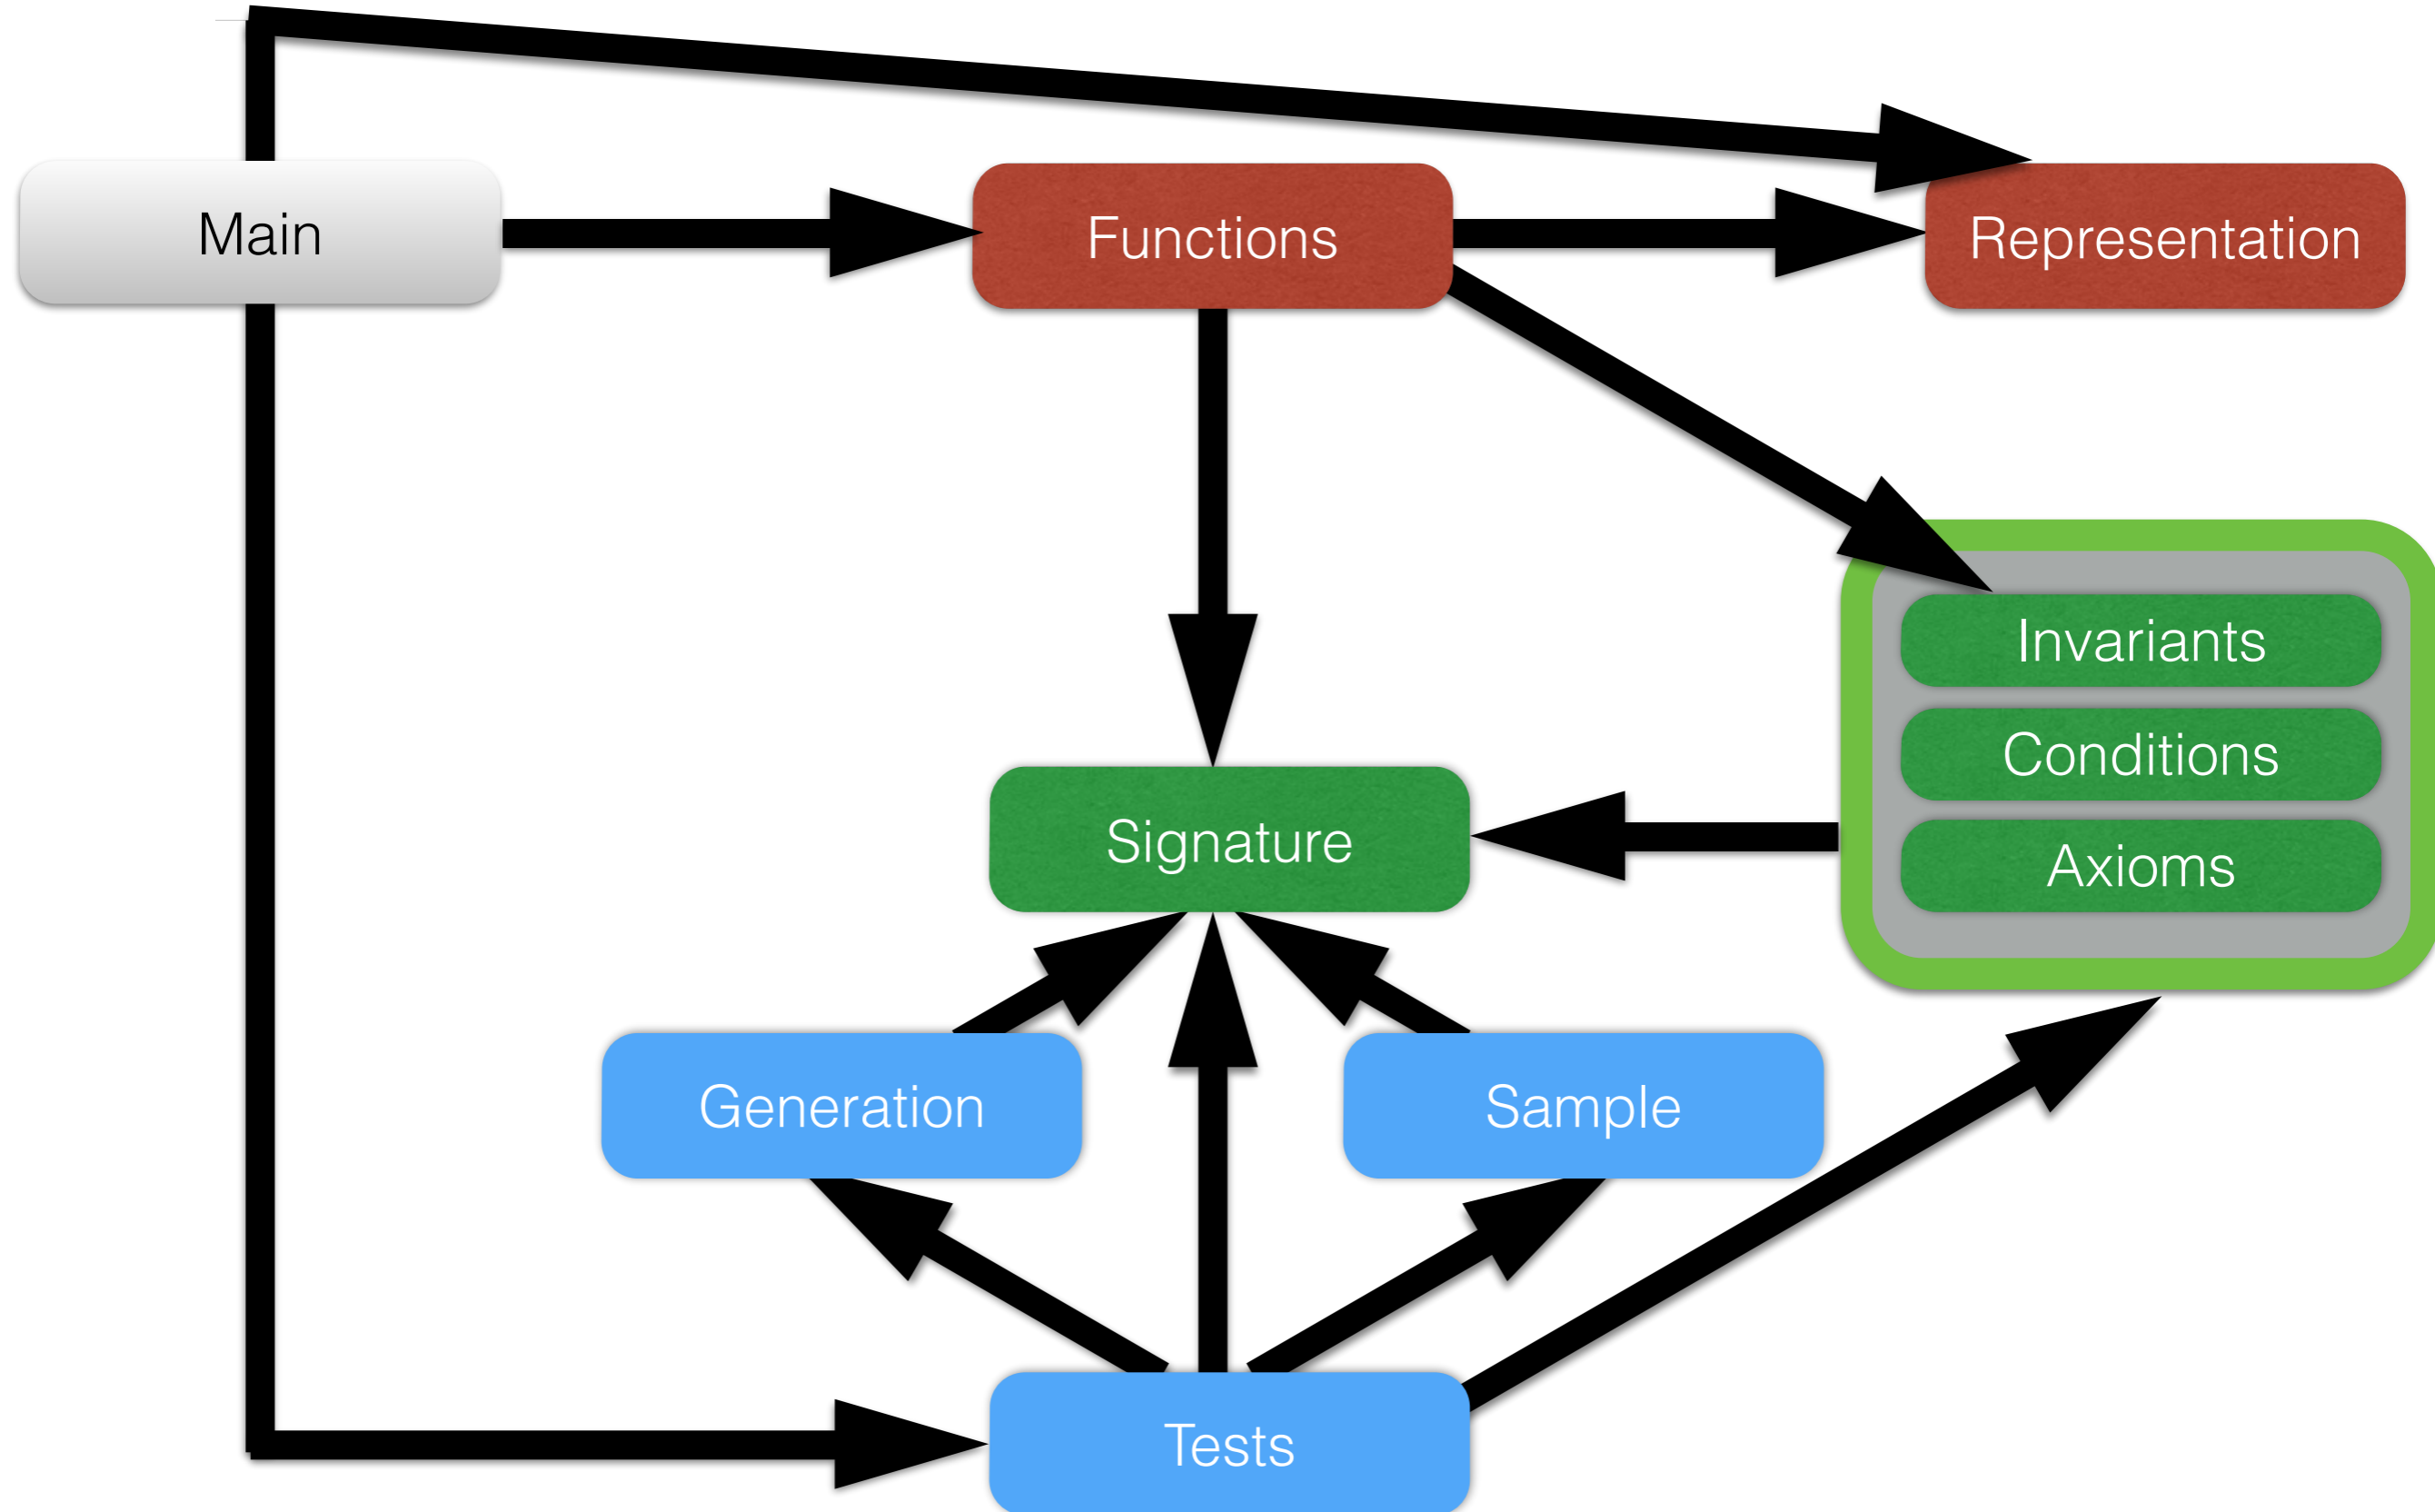 Main
Functions
Representation
Invariants
Conditions
Signature
Axioms
Generation
Sample
Tests